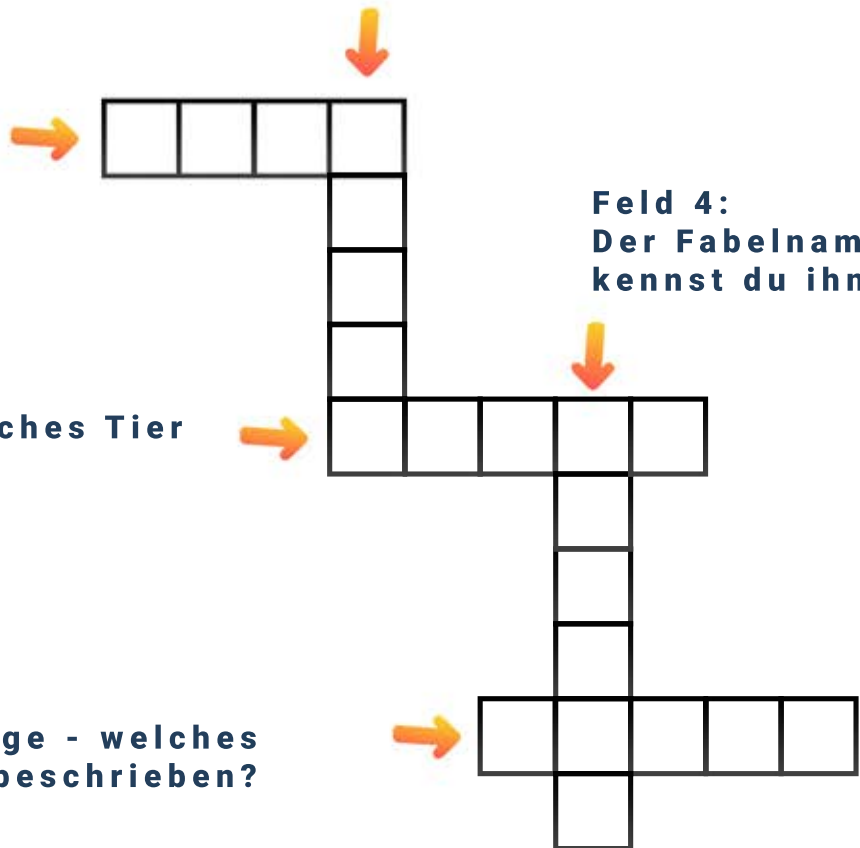 Feld 4:
Der Fabelnam
kennst du ihn
ches Tier
ge - welches
beschrieben?